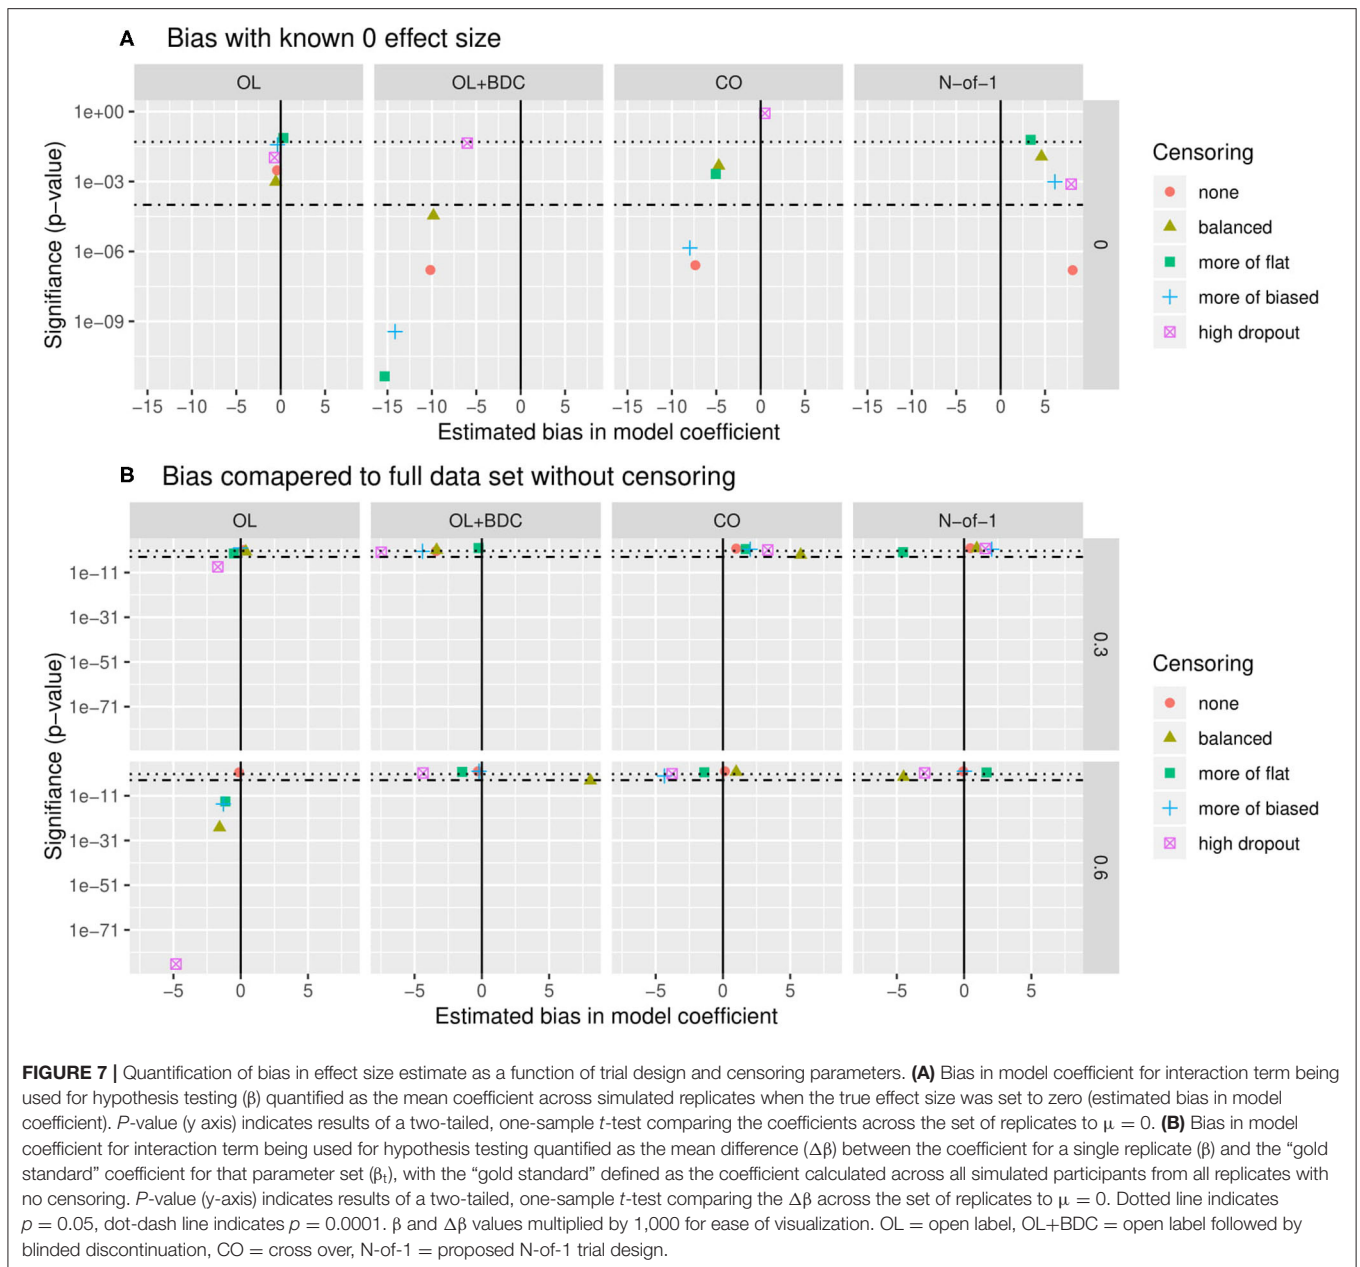 A Bias with known 0 effect size
OL OL+BDC CO N−of−1
Signifiance (p−value)
1e+00
1e−03
1e−06
1e−09
0
−15 −10 −5 0 5 −15 −10 −5 0 5 −15 −10 −5 0 5 −15 −10 −5 0 5
Estimated bias in model coefficient
Censoring
none
balanced
more of flat
more of biased
high dropout
B Bias comapered to full data set without censoring
OL OL+BDC CO N−of−1
Signifiance (p−value)
1e−11
1e−31
1e−51
1e−71
0.3
1e−11
1e−31
1e−51
1e−71
0.6
−5 0 5 −5 0 5 −5 0 5 −5 0 5
Estimated bias in model coefficient
Censoring
none
balanced
more of flat
more of biased
high dropout
FIGURE 7 | Quantification of bias in effect size estimate as a function of trial design and censoring parameters. (A) Bias in model coefficient for interaction term being
used for hypothesis testing (β) quantified as the mean coefficient across simulated replicates when the true effect size was set to zero (estimated bias in model
coefficient). P-value (y axis) indicates results of a two-tailed, one-sample t-test comparing the coefficients across the set of replicates to μ = 0. (B) Bias in model
coefficient for interaction term being used for hypothesis testing quantified as the mean difference (Δβ) between the coefficient for a single replicate (β) and the “gold
standard” coefficient for that parameter set (βt), with the “gold standard” defined as the coefficient calculated across all simulated participants from all replicates with
no censoring. P-value (y-axis) indicates results of a two-tailed, one-sample t-test comparing the Δβ across the set of replicates to μ = 0. Dotted line indicates
p = 0.05, dot-dash line indicates p = 0.0001. β and Δβ values multiplied by 1,000 for ease of visualization. OL = open label, OL+BDC = open label followed by
blinded discontinuation, CO = cross over, N-of-1 = proposed N-of-1 trial design.